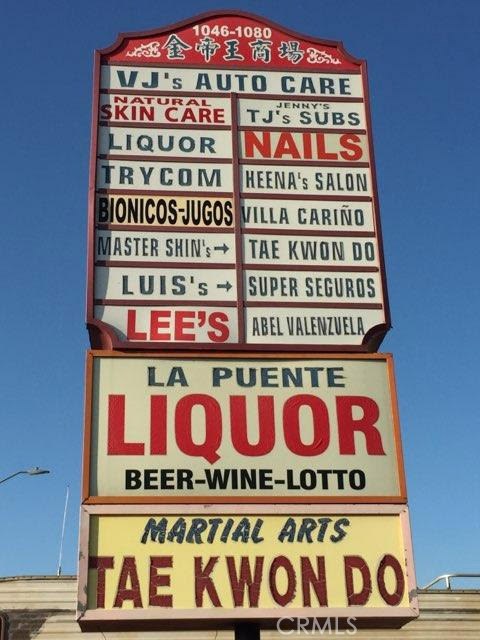 1046-1080
金帝王商場
VJ's AUTO CARE
NATURAL
SKIN CARE
JENNY'S
TJ's SUBS
LIQUOR
NAILS
TRYCOM
HEENA's SALON
BIONICOS-JUGOS
VILLA CARIÑO
MASTER SHIN's→
TAE KWON DO
LUIS's→
SUPER SEGUROS
LEE'S
ABEL VALENZUELA
LA PUENTE
LIQUOR
BEER-WINE-LOTTO
MARTIAL ARTS
TAE KWON DO
CRMLS